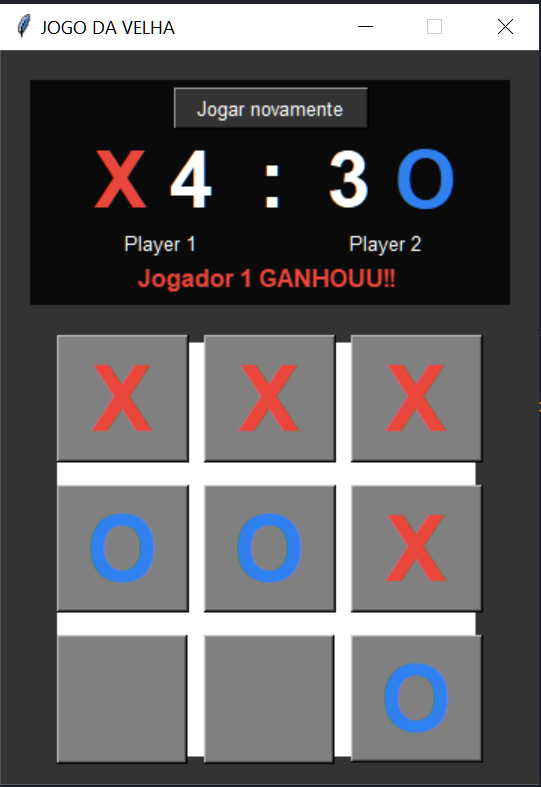 JOGO DA VELHA
Jogar novamente
X 4 : 3 O
Player 1 Player 2
Jogador 1 GANHOUU!!
X X X
O O X
O